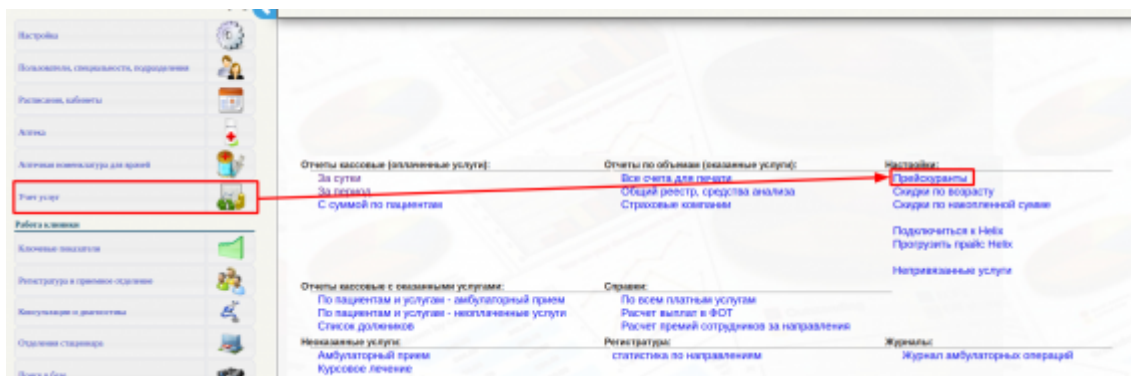 Настройка
Пользователи, специальности, подразделения
Расписания, кабинеты
Аптека
Аптечная номенклатура для врачей
Учет услуг
Работа клиники
Ключевые показатели
Регистратура и приемное отделение
Консультации и диагностика
Отделения стационара
Отчеты кассовые (оплаченные услуги):
За сутки
За период
С суммой по пациентам
Отчеты по объемам (оказанные услуги):
Все счета для печати
Общий реестр, средства анализа
Страховые компании
Настройки:
Прейскуранты
Скидки по возрасту
Скидки по накопленной сумме
Подключиться к Helix
Прогрузить прайс Helix
Непривязанные услуги
Отчеты кассовые с оказанными услугами:
По пациентам и услугам - амбулаторный прием
По пациентам и услугам - неоплаченные услуги
Список должников
Справки:
По всем платным услугам
Расчет выплат в ФОТ
Расчет премий сотрудников за направления
Неоказанные услуги:
Амбулаторный прием
Курсовое лечение
Регистратура:
статистика по направлениям
Журналы:
Журнал амбулаторных операций